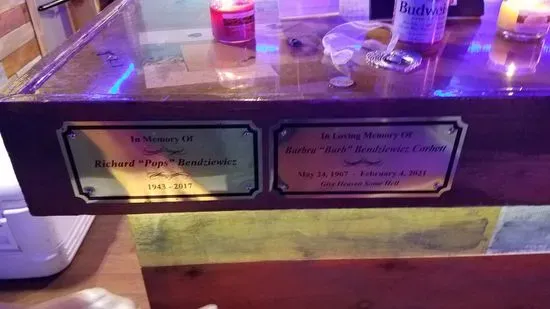 Budweiser
In Memory Of
Richard "Pops" Bendziewicz
1943 - 2017
In Loving Memory Of
Barbra "Barb" Bendziewicz Corbett
May 24, 1967 - February 4, 2021
Give Heaven Some Hell